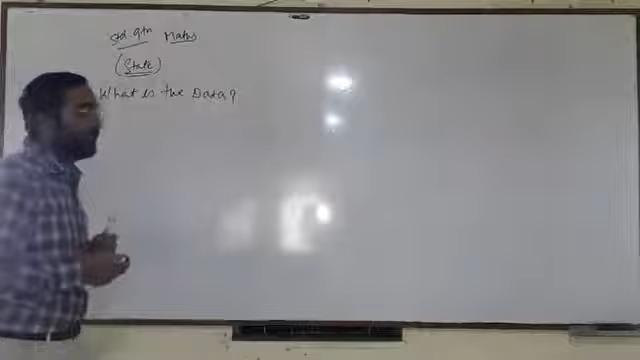 Std. 9th Maths
(State)
What is the Data?